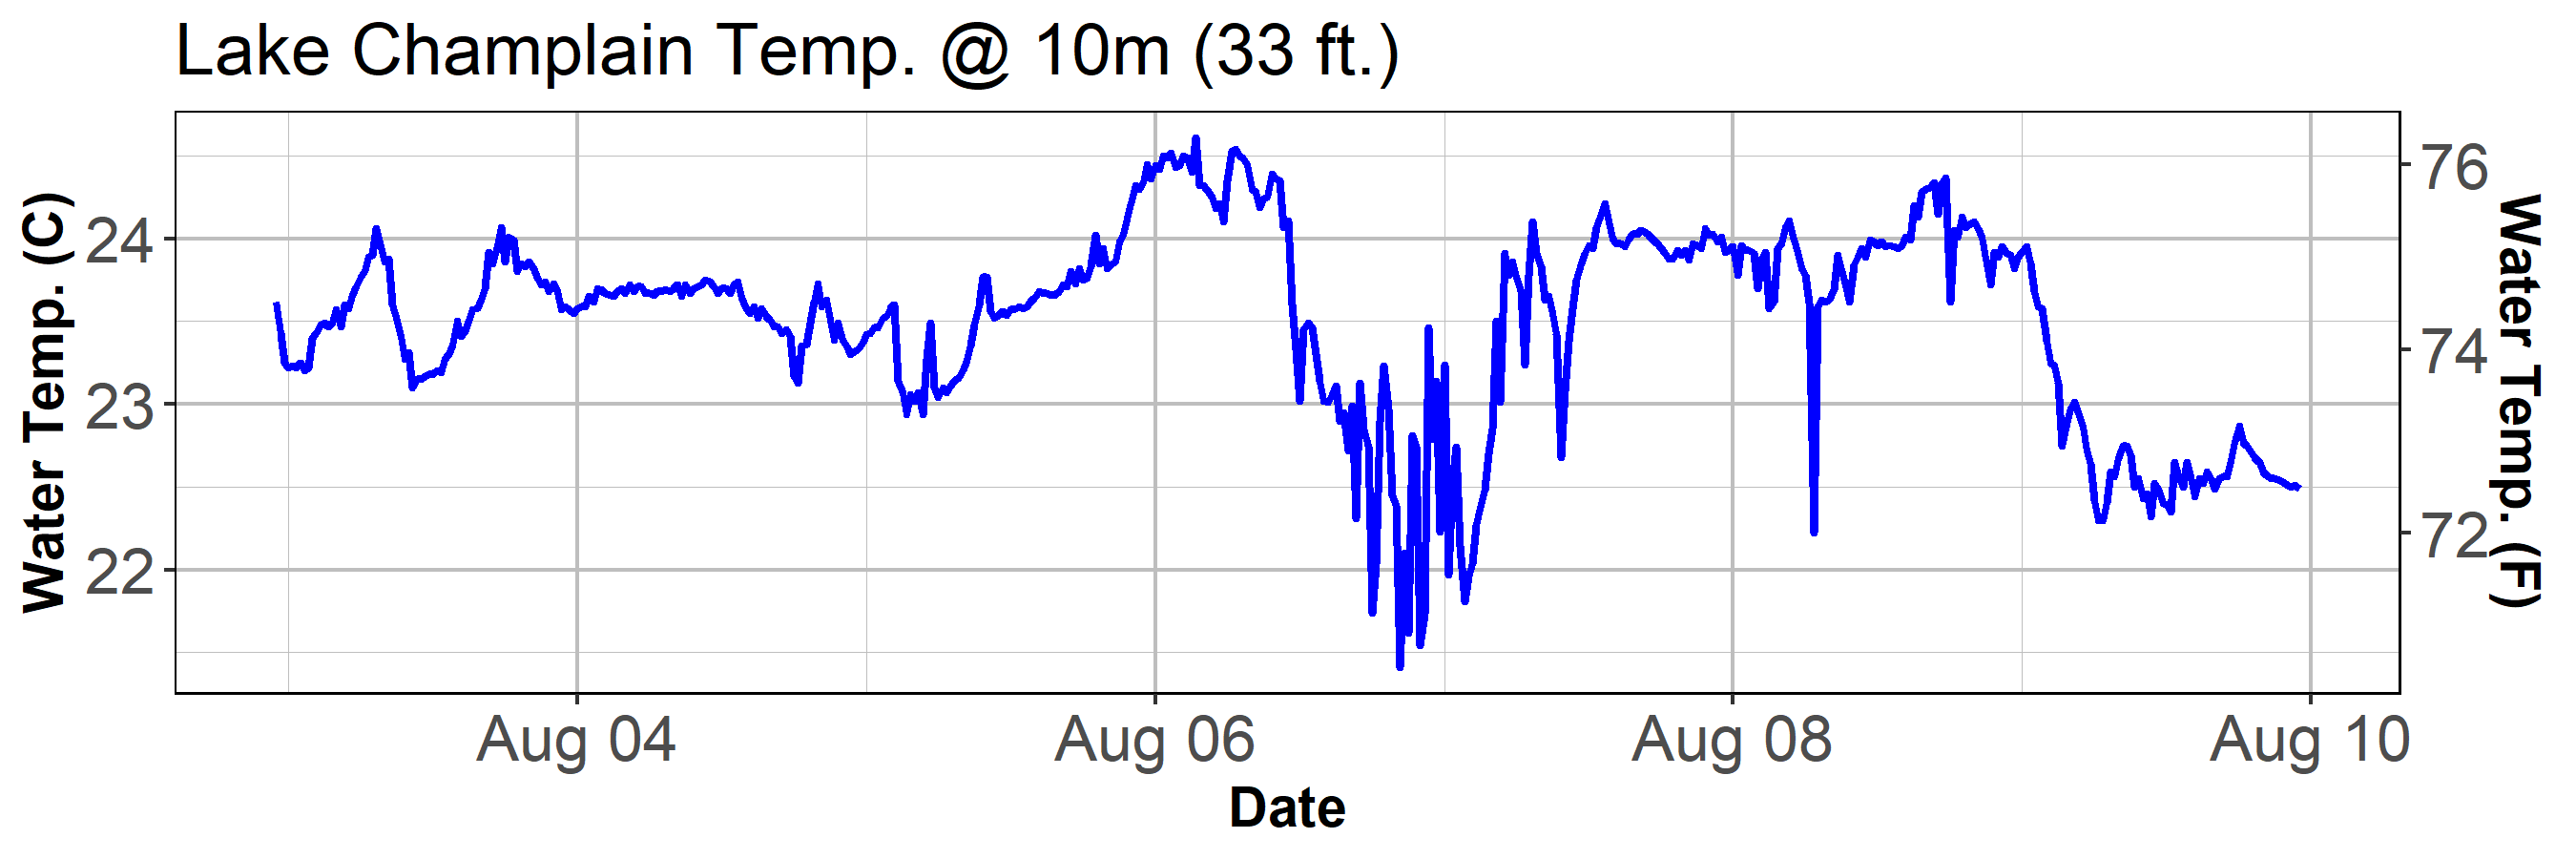 Lake Champlain Temp. @ 10m (33 ft.)
Water Temp. (C)
24
23
22
76
74
72
Water Temp. (F)
Aug 04 Aug 06 Aug 08 Aug 10
Date